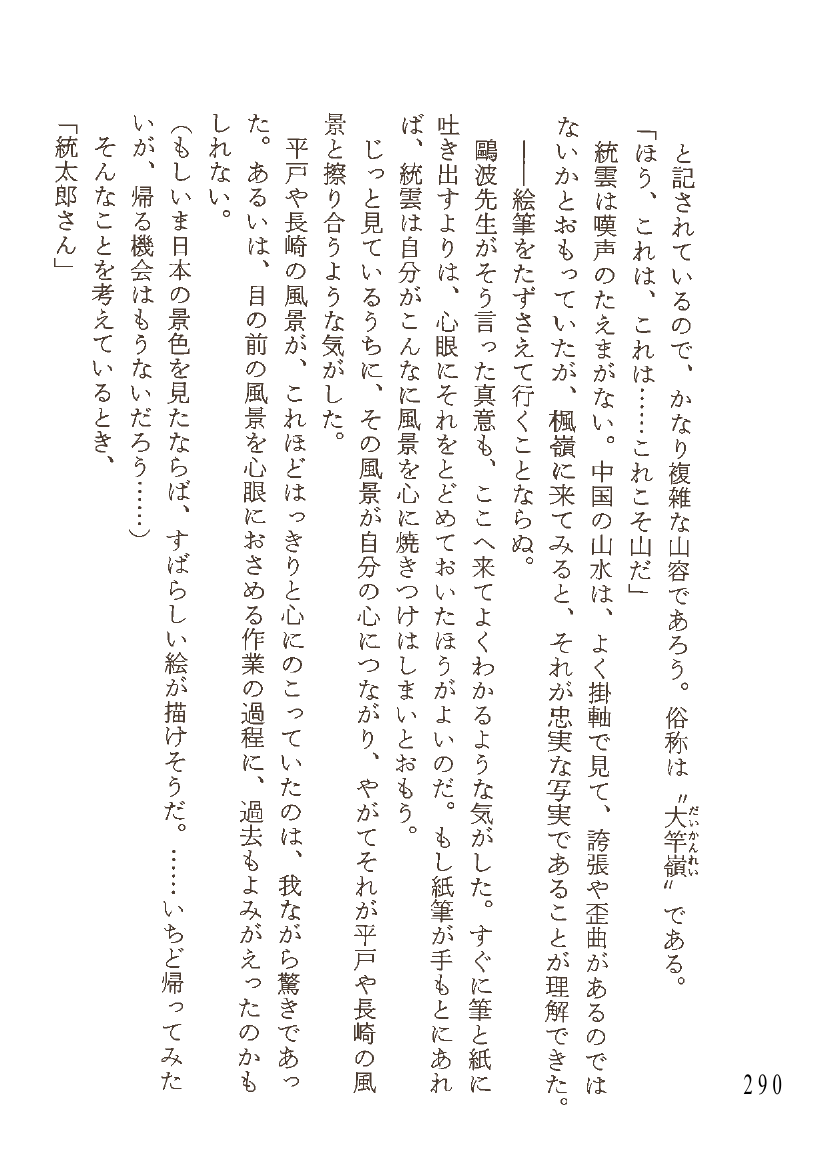 と記されているので、かなり複雑な山容であろう。俗称は〝大竿嶺〟である。
だいかんれい
「ほう、これは、これは……これこそ山だ」
統雲は嘆声のたえまがない。中国の山水は、よく掛軸で見て、誇張や歪曲があるのでは
ないかとおもっていたが、楓嶺に来てみると、それが忠実な写実であることが理解できた。
――絵筆をたずさえて行くことならぬ。
鷗波先生がそう言った真意も、ここへ来てよくわかるような気がした。すぐに筆と紙に
吐き出すよりは、心眼にそれをとどめておいたほうがよいのだ。もし紙筆が手もとにあれ
ば、統雲は自分がこんなに風景を心に焼きつけはしまいとおもう。
じっと見ているうちに、その風景が自分の心につながり、やがてそれが平戸や長崎の風
景と擦り合うような気がした。
平戸や長崎の風景が、これほどはっきりと心にのこっていたのは、我ながら驚きであっ
た。あるいは、目の前の風景を心眼におさめる作業の過程に、過去もよみがえったのかも
しれない。
（もしいま日本の景色を見たならば、すばらしい絵が描けそうだ。……いちど帰ってみた
いが、帰る機会はもうないだろう……）
そんなことを考えているとき、
「統太郎さん」
290